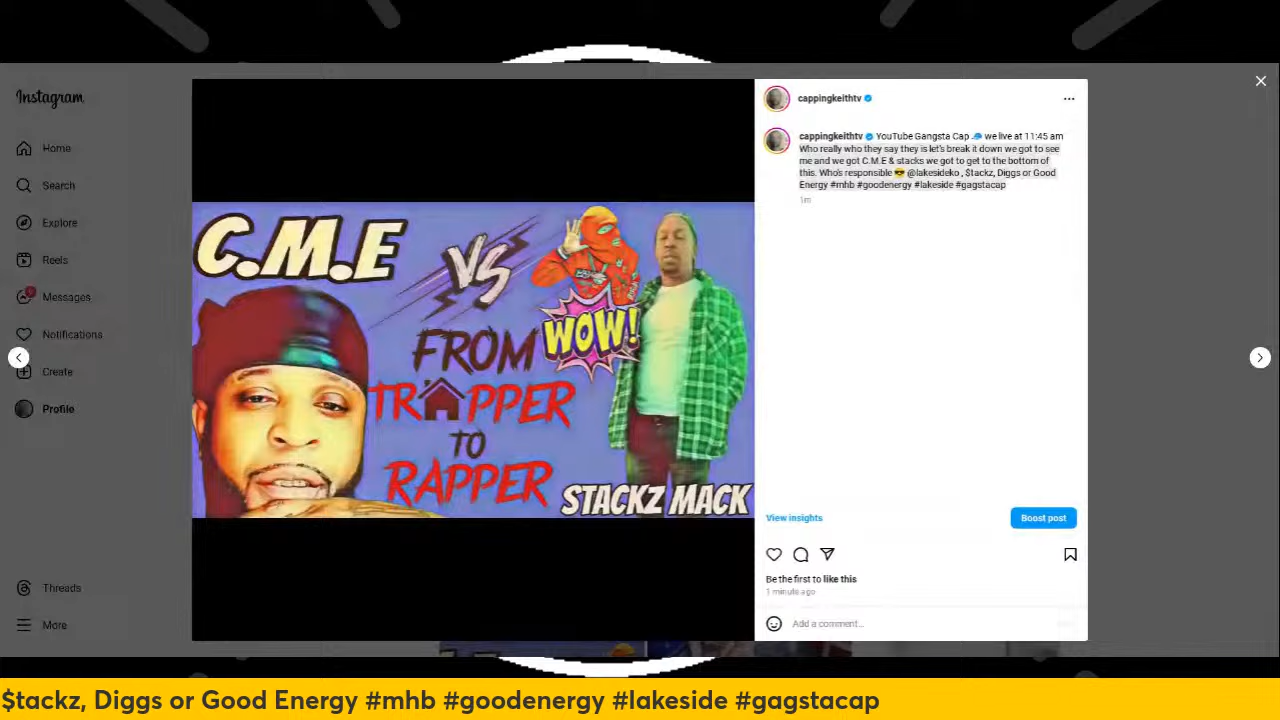 Instagram
Home
Search
Explore
Reels
Messages
Notifications
Create
Profile
Threads
More
C.M.E
VS
FROM
WOW!
TRAPPER
TO
RAPPER
STACKZ MACK
cappingkeithtv
cappingkeithtv YouTube Gangsta Cap 🧢 we live at 11:45 am
Who really who they say they is let's break it down we got to see
me and we got C.M.E & stacks we got to get to the bottom of
this. Who's responsible 😎 @lakesideko , $tackz, Diggs or Good
Energy #mhb #goodenergy #lakeside #gagstacap
1m
View insights
Boost post
Be the first to like this
1 minute ago
Add a comment...
$tackz, Diggs or Good Energy #mhb #goodenergy #lakeside #gagstacap